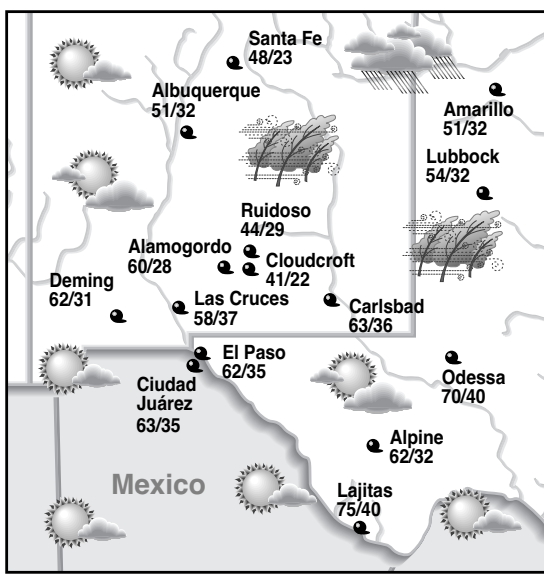 Santa Fe
48/23
Albuquerque
51/32
Amarillo
51/32
Lubbock
54/32
Ruidoso
44/29
Alamogordo
60/28
Cloudcroft
41/22
Deming
62/31
Las Cruces
58/37
Carlsbad
63/36
El Paso
62/35
Ciudad
Juárez
63/35
Odessa
70/40
Alpine
62/32
Mexico
Lajitas
75/40